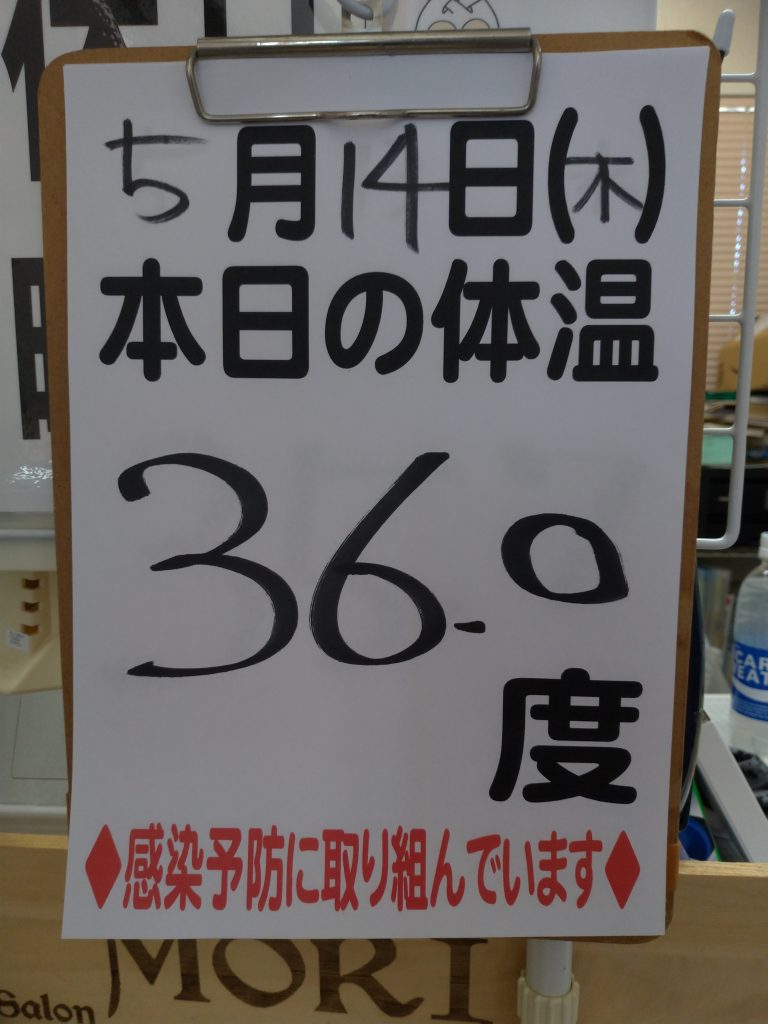 5月14日(木)
本日の体温
36.0
度
♦感染予防に取り組んでいます♦
Salon MORI